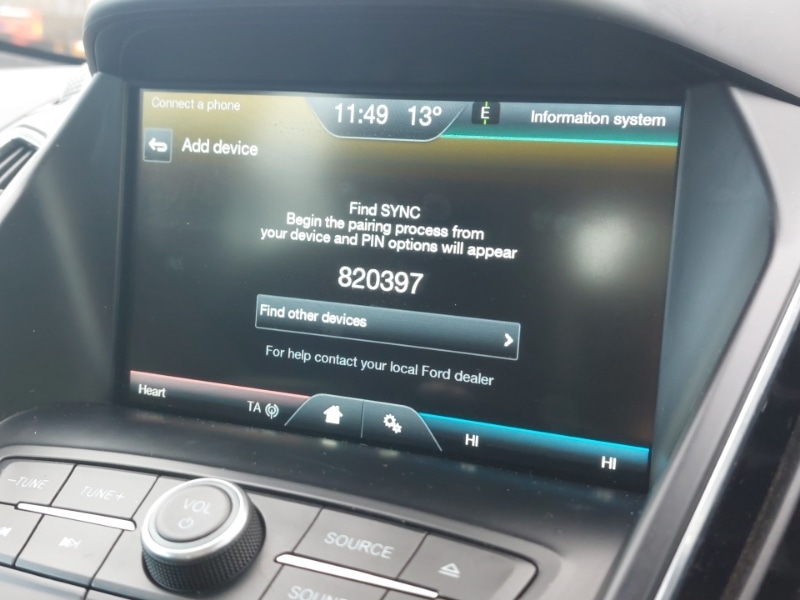 Connect a phone
11:49 13°
E
Information system
Add device
Find SYNC
Begin the pairing process from
your device and PIN options will appear
820397
Find other devices
For help contact your local Ford dealer
Heart
TA
HI
HI
-TUNE
TUNE+
VOL
SOURCE